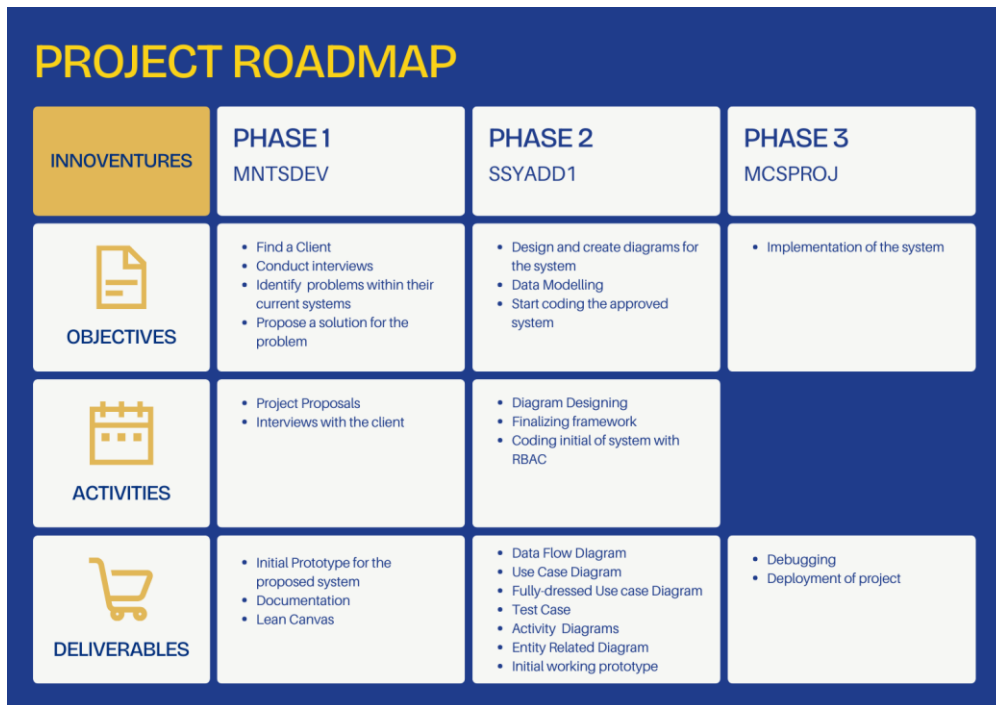 PROJECT ROADMAP
INNOVENTURES
PHASE 1
MNTSDEV
PHASE 2
SSYADD1
PHASE 3
MCSPROJ
OBJECTIVES
• Find a Client
• Conduct interviews
• Identify problems within their
current systems
• Propose a solution for the
problem
• Design and create diagrams for
the system
• Data Modelling
• Start coding the approved
system
• Implementation of the system
ACTIVITIES
• Project Proposals
• Interviews with the client
• Diagram Designing
• Finalizing framework
• Coding initial of system with
RBAC
DELIVERABLES
• Initial Prototype for the
proposed system
• Documentation
• Lean Canvas
• Data Flow DIagram
• Use Case Diagram
• Fully-dressed Use case Diagram
• Test Case
• Activity Diagrams
• Entity Related Diagram
• Initial working prototype
• Debugging
• Deployment of project